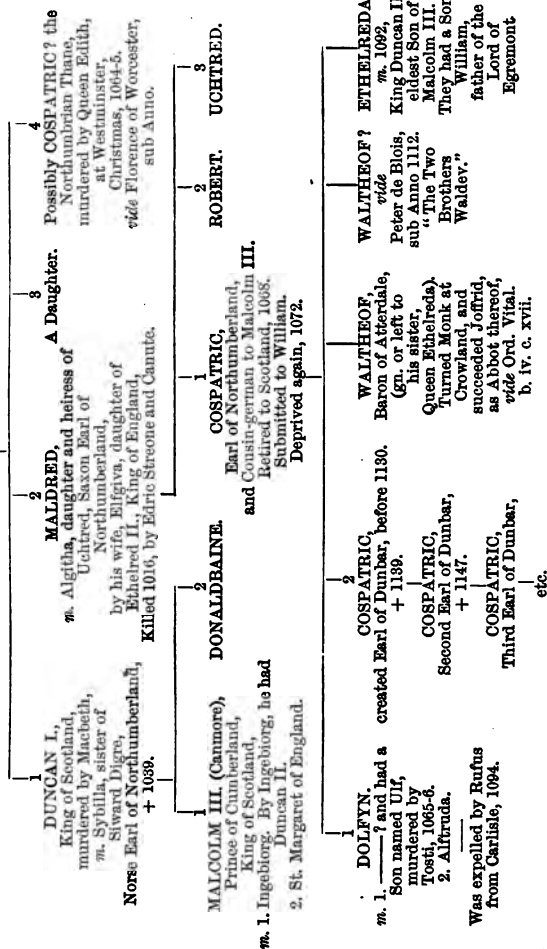 1
DUNCAN I.,
King of Scotland,
murdered by Macbeth,
m. Sybilla, sister of
Siward Digre,
Norse Earl of Northumberland,
+ 1039.
2
MALDRED,
m. Algitha, daughter and heiress of
Uchtred, Saxon Earl of
Northumberland,
by his wife, Elfgiva, daughter of
Ethelred II., King of England,
Killed 1016, by Edric Streone and Canute.
3
A Daughter.
4
Possibly COSPATRIC? the
Northumbrian Thane,
murdered by Queen Edith,
at Westminster,
Christmas, 1064-5,
vide Florence of Worcester,
sub Anno.
1
MALCOLM III. (Canmore),
Prince of Cumberland,
King of Scotland,
m. 1. Ingebiorg. By Ingebiorg, he had
Duncan II.
2. St. Margaret of England.
2
DONALDBAINE.
1
COSPATRIC,
Earl of Northumberland,
and Cousin-german to Malcolm III.
Retired to Scotland, 1068.
Submitted to William.
Deprived again, 1072.
2
ROBERT.
3
UCHTRED.
1
DOLFYN.
m. 1. —— ? and had a
Son named Ulf,
murdered by
Tosti, 1065-6.
2. Alftruda.
Was expelled by Rufus
from Carlisle, 1094.
2
COSPATRIC,
created Earl of Dunbar, before 1130.
+ 1139.
COSPATRIC,
Second Earl of Dunbar,
+ 1147.
COSPATRIC,
Third Earl of Dunbar,
etc.
WALTHEOF,
Baron of Atterdale,
(gn. or left to
his sister,
Queen Ethelreda).
Turned Monk at
Crowland, and
succeeded Joffrid,
as Abbot thereof,
vide Ord. Vital.
b. iv. c. xvii.
WALTHEOF?
vide
Peter de Blois,
sub Anno 1112.
"The Two
Brothers
Waldev."
ETHELREDA
m. 1092,
King Duncan II
eldest Son of
Malcolm III.
They had a Son
William,
father of the
Lord of
Egremont